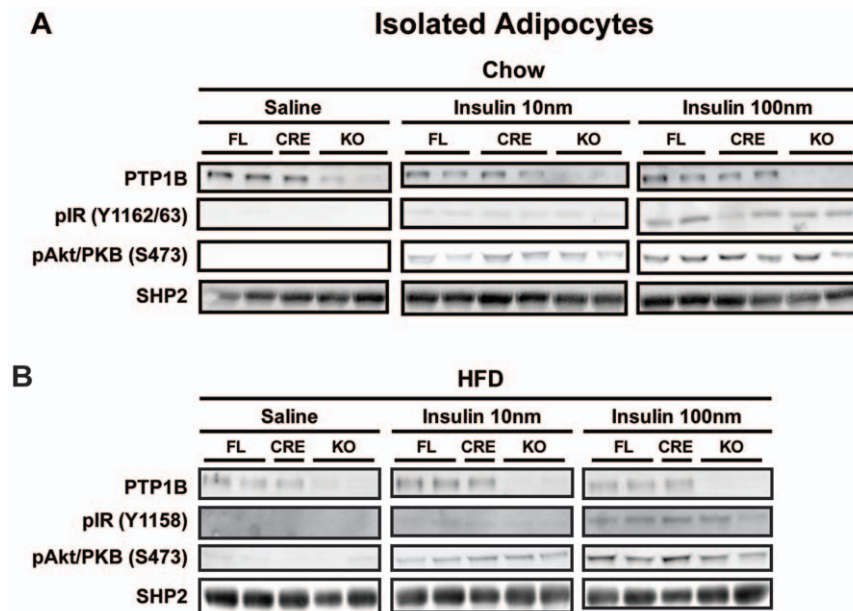 A Isolated Adipocytes
Chow
Saline Insulin 10nm Insulin 100nm
FL CRE KO FL CRE KO FL CRE KO
PTP1B
pIR (Y1162/63)
pAkt/PKB (S473)
SHP2
B HFD
Saline Insulin 10nm Insulin 100nm
FL CRE KO FL CRE KO FL CRE KO
PTP1B
pIR (Y1158)
pAkt/PKB (S473)
SHP2